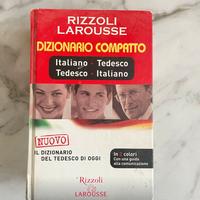 RIZZOLI
LAROUSSE
DIZIONARIO COMPATTO
Italiano - Tedesco
Tedesco - Italiano
NUOVO
IL DIZIONARIO
DEL TEDESCO DI OGGI
In 2 colori
Con una guida
alla comunicazione
Rizzoli
LAROUSSE